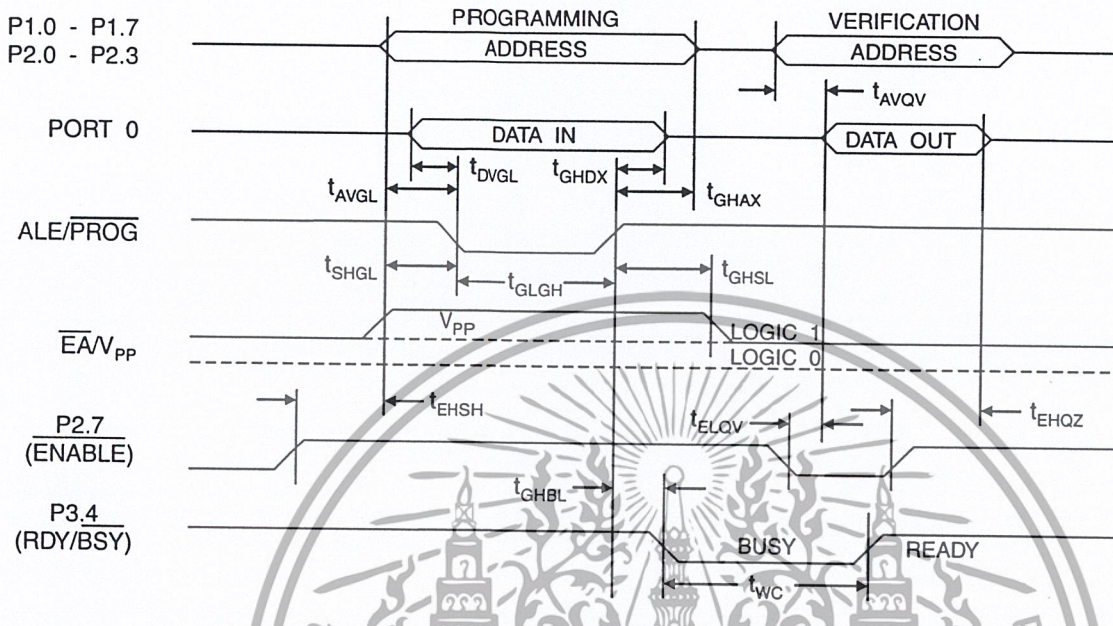 PROGRAMMING
VERIFICATION
P1.0 - P1.7
P2.0 - P2.3
ADDRESS
ADDRESS
tAVQV
PORT 0
DATA IN
DATA OUT
tDVGL
tGHDX
tAVGL
tGHAX
ALE/PROG
tSHGL
tGLGH
tGHSL
VPP
LOGIC 1
EA/VPP
LOGIC 0
tEHSH
tELQV
tEHQZ
P2.7
(ENABLE)
tGHBL
P3.4
(RDY/BSY)
BUSY
READY
tWC